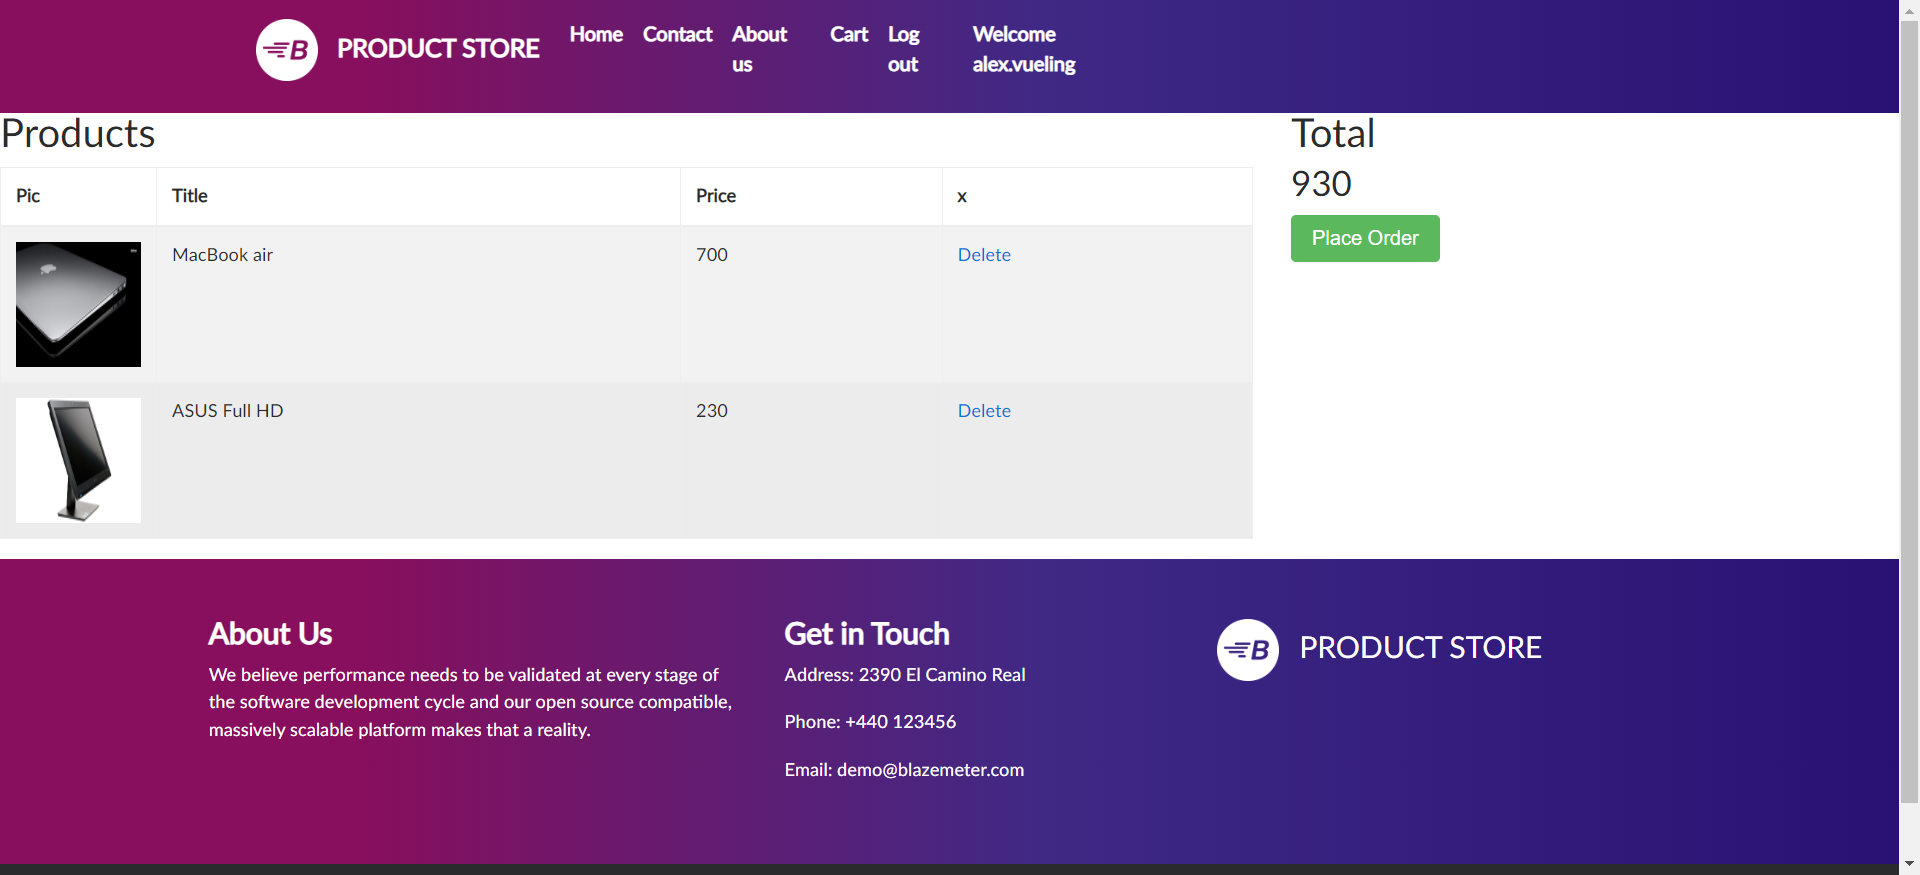 B PRODUCT STORE Home Contact About us Cart Log out Welcome alex.vueling
Products
Pic Title Price x
MacBook air 700 Delete
ASUS Full HD 230 Delete
Total
930
Place Order
About Us
We believe performance needs to be validated at every stage of
the software development cycle and our open source compatible,
massively scalable platform makes that a reality.
Get in Touch
Address: 2390 El Camino Real
Phone: +440 123456
Email: demo@blazemeter.com
B PRODUCT STORE